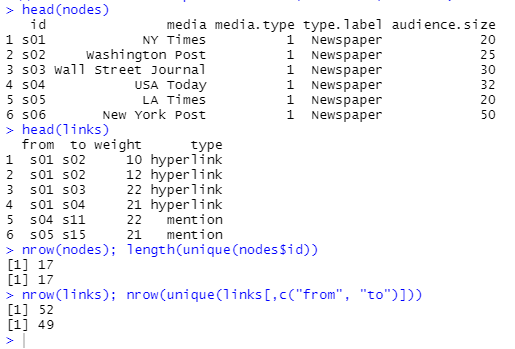 > head(nodes)
   id               media media.type type.label audience.size
1 s01            NY Times          1  Newspaper            20
2 s02     Washington Post          1  Newspaper            25
3 s03 Wall Street Journal          1  Newspaper            30
4 s04           USA Today          1  Newspaper            32
5 s05            LA Times          1  Newspaper            20
6 s06       New York Post          1  Newspaper            50
> head(links)
  from  to weight      type
1  s01 s02     10 hyperlink
2  s01 s02     12 hyperlink
3  s01 s03     22 hyperlink
4  s01 s04     21 hyperlink
5  s04 s11     22   mention
6  s05 s15     21   mention
> nrow(nodes); length(unique(nodes$id))
[1] 17
[1] 17
> nrow(links); nrow(unique(links[,c("from", "to")]))
[1] 52
[1] 49
>